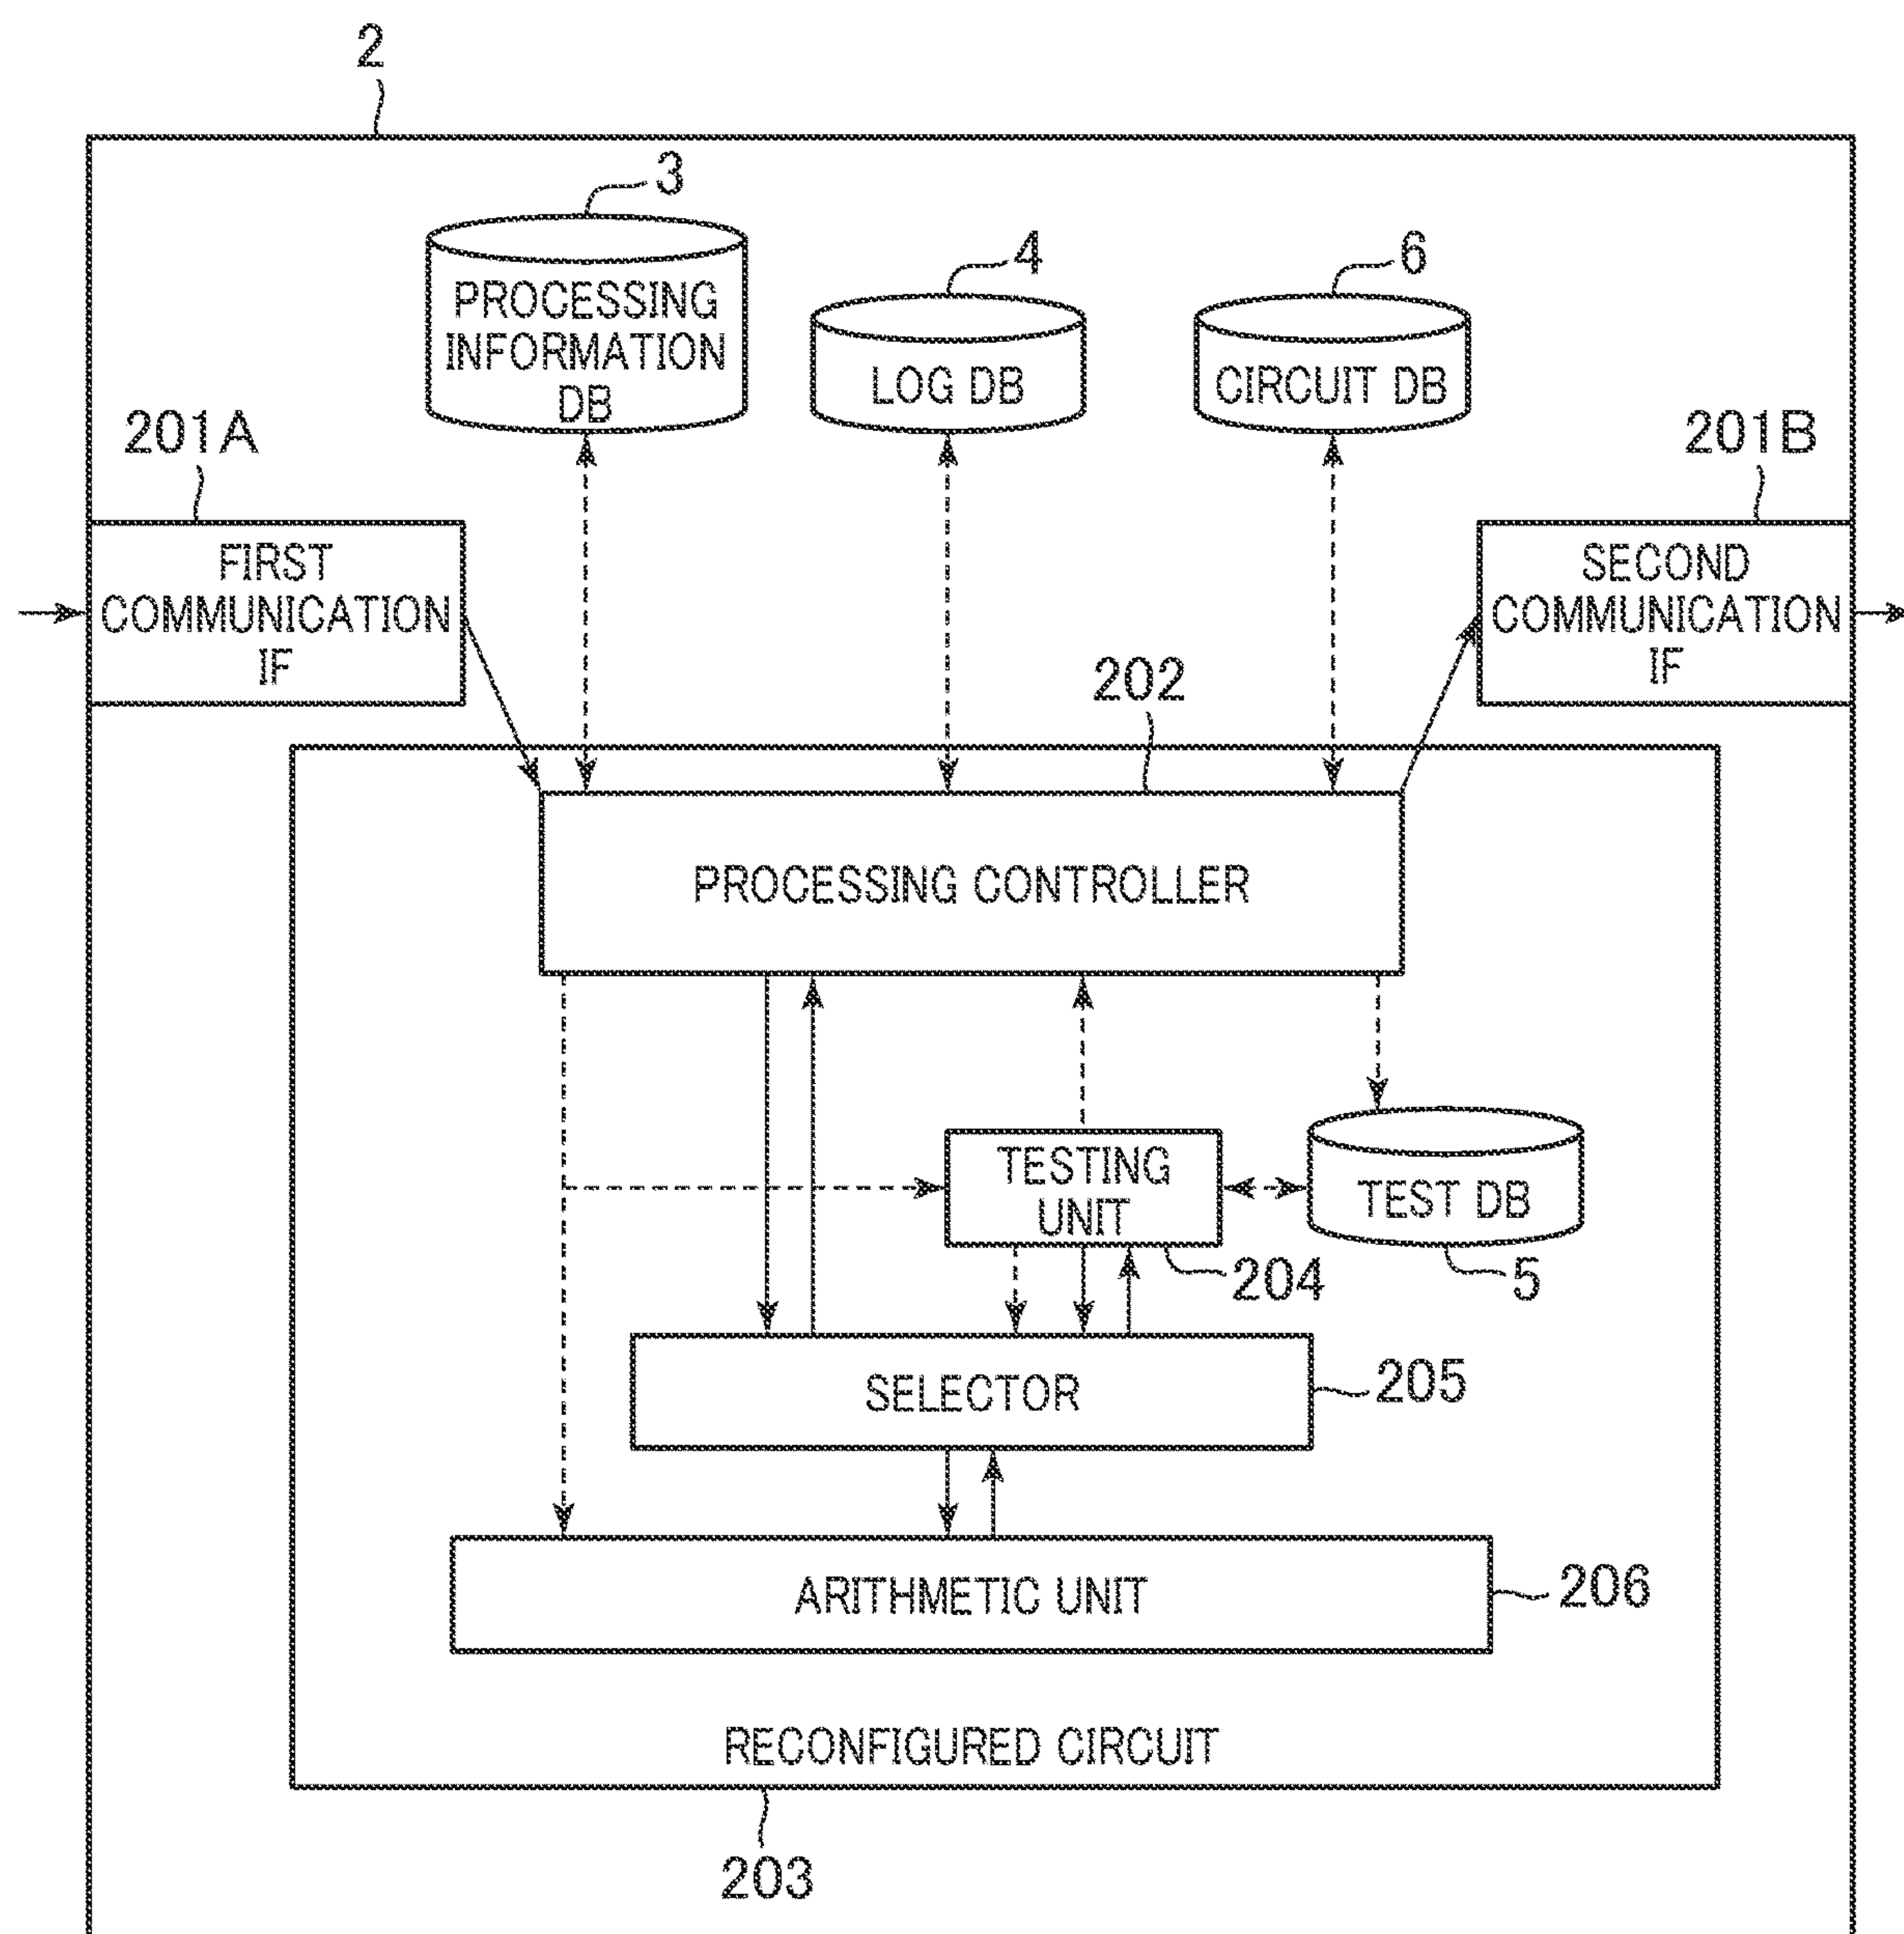 2
3
PROCESSING
INFORMATION
DB
4
LOG DB
6
CIRCUIT DB
201A
FIRST
COMMUNICATION
IF
201B
SECOND
COMMUNICATION
IF
202
PROCESSING CONTROLLER
TESTING
UNIT
204
TEST DB
5
SELECTOR
205
ARITHMETIC UNIT
206
RECONFIGURED CIRCUIT
203